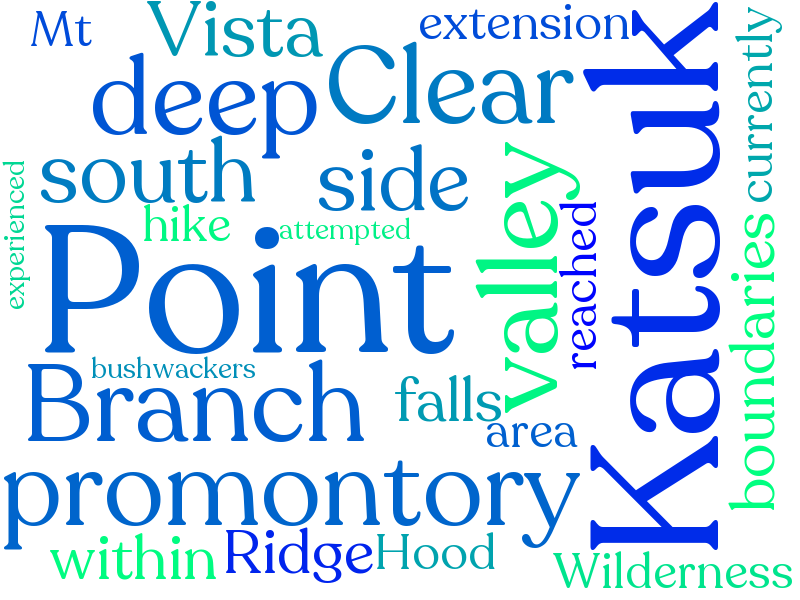 Mt
Vista
extension
deep
Clear
Katsuk
currently
south
side
valley
experienced
hike
attempted
reached
boundaries
Point
bushwackers
Branch
falls
area
promontory
within
Ridge
Hood
Wilderness